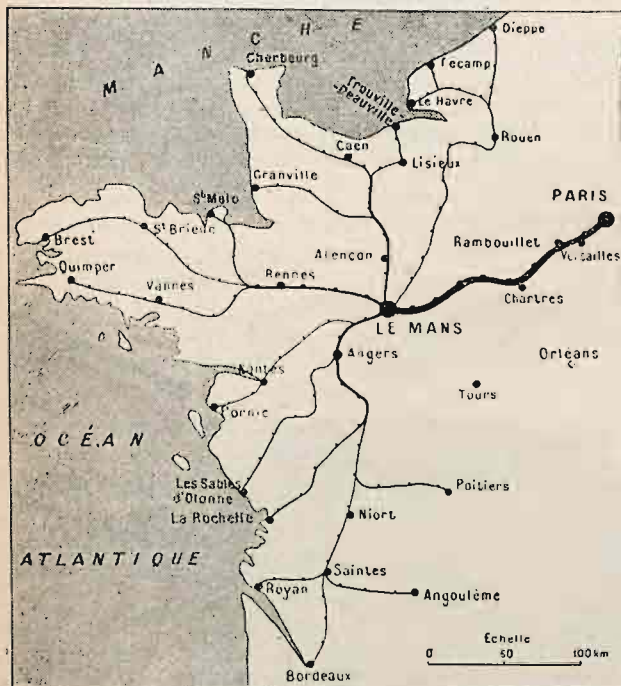 MANCHE
Dieppe
Cherbourg
Fécamp
Trouville-
-Deauville
Le Havre
Rouen
Caen
Lisieux
Granville
St Malo
PARIS
St Brieuc
Brest
Alençon
Rambouillet
Versailles
Quimper
Rennes
Vannes
Chartres
LE MANS
Angers
Orléans
Nantes
Tours
Pornic
OCÉAN
Les Sables
d'Olonne
Poitiers
La Rochelle
Niort
ATLANTIQUE
Saintes
Royan
Angoulême
Echelle
0 50 100 km
Bordeaux